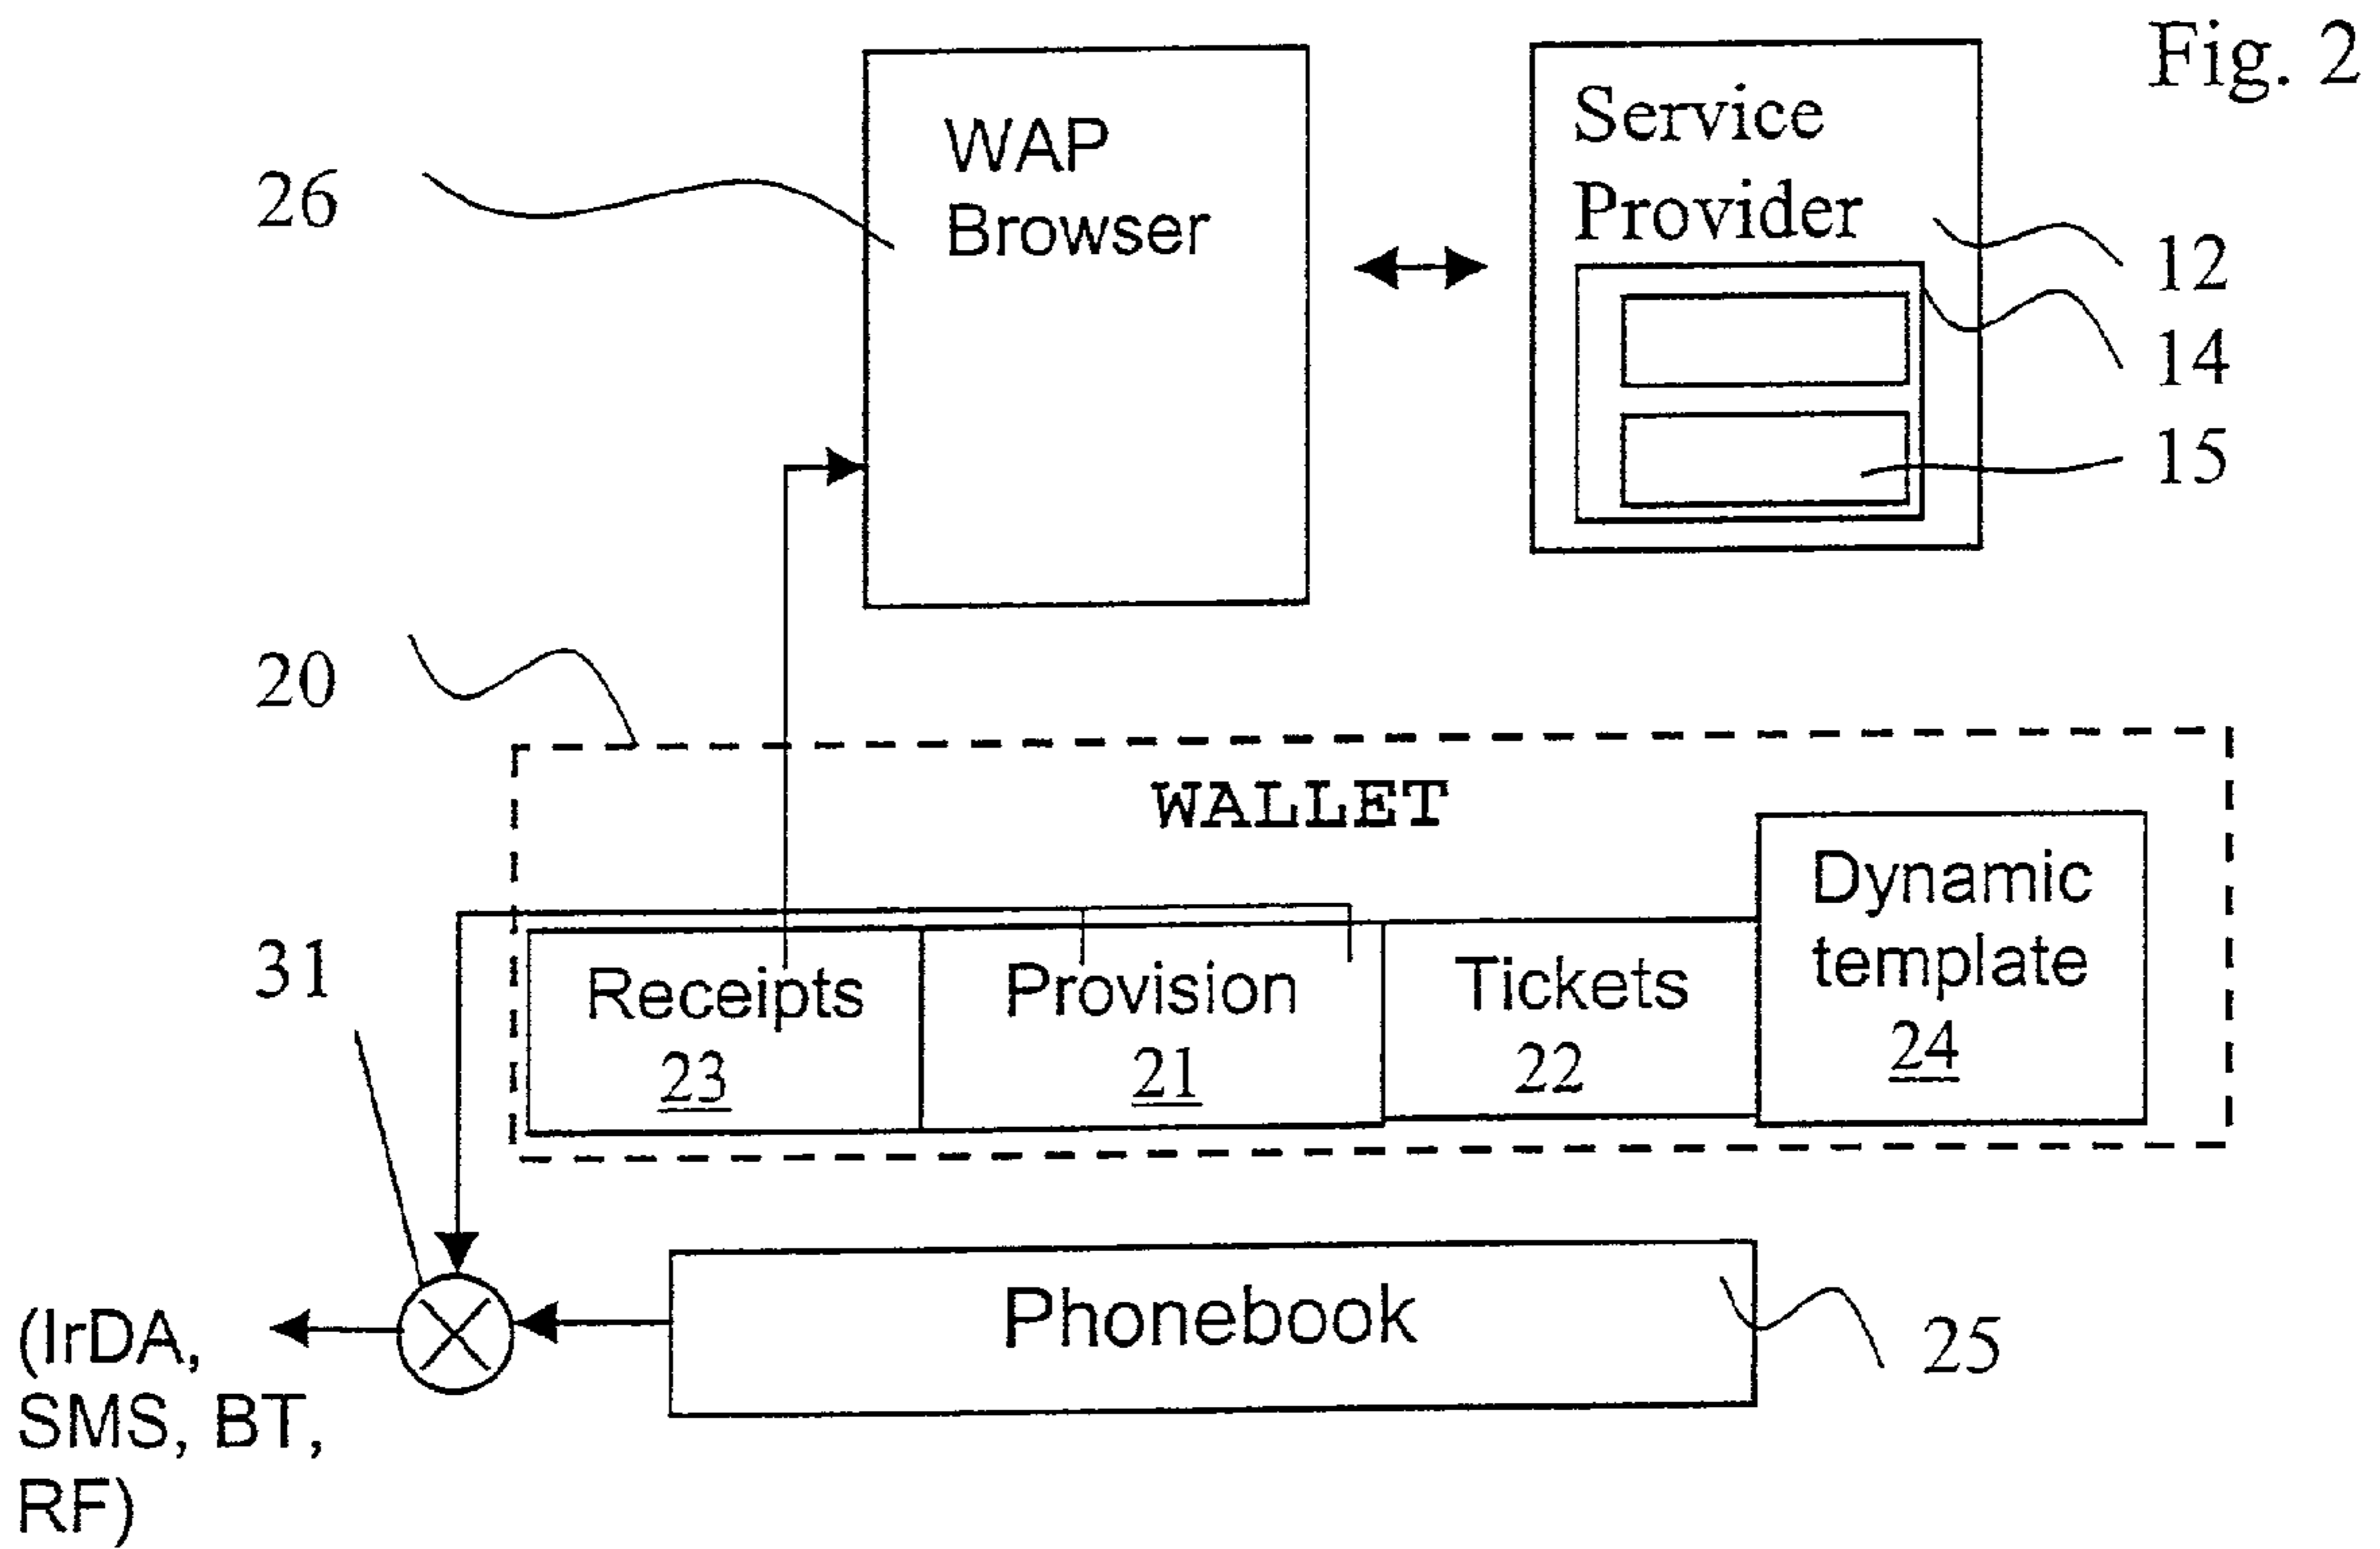 Fig. 2
WAP
Browser
Service
Provider
26
12
14
15
20
WALLET
Dynamic
template
24
31
Receipts
23
Provision
21
Tickets
22
Phonebook
25
(IrDA,
SMS, BT,
RF)